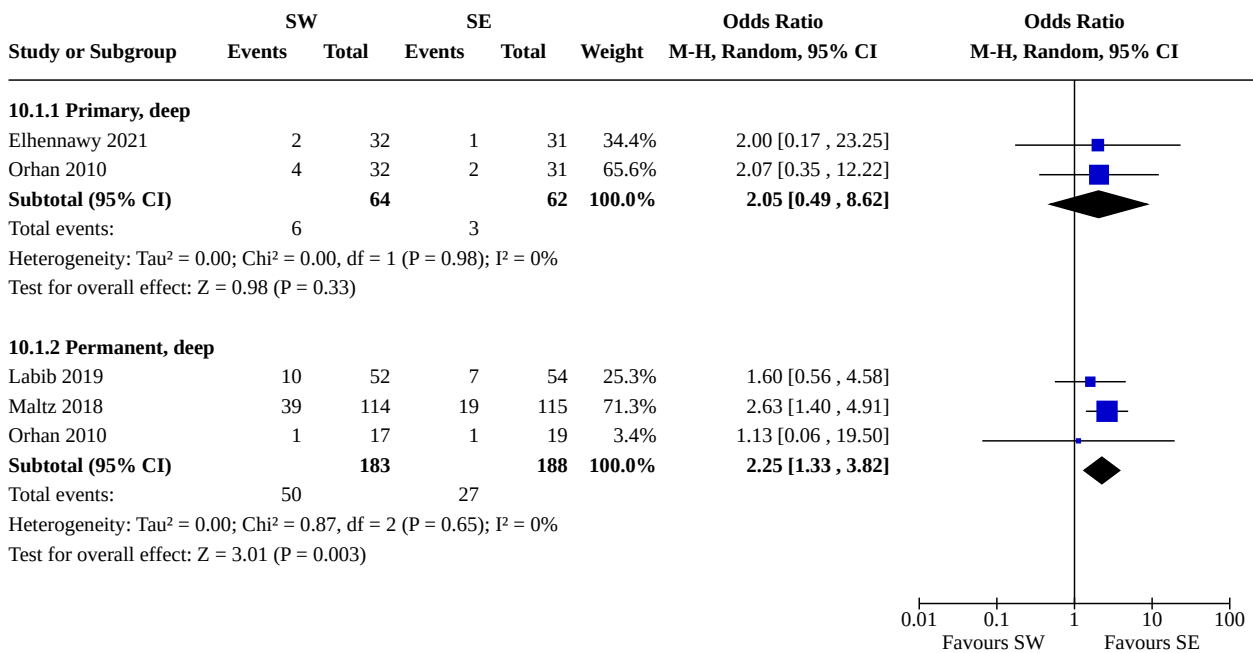 SW SE Odds Ratio Odds Ratio
Study or Subgroup Events Total Events Total Weight M-H, Random, 95% CI M-H, Random, 95% CI
10.1.1 Primary, deep
Elhennawy 2021 2 32 1 31 34.4% 2.00 [0.17 , 23.25]
Orhan 2010 4 32 2 31 65.6% 2.07 [0.35 , 12.22]
Subtotal (95% CI) 64 62 100.0% 2.05 [0.49 , 8.62]
Total events: 6 3
Heterogeneity: Tau² = 0.00; Chi² = 0.00, df = 1 (P = 0.98); I² = 0%
Test for overall effect: Z = 0.98 (P = 0.33)
10.1.2 Permanent, deep
Labib 2019 10 52 7 54 25.3% 1.60 [0.56 , 4.58]
Maltz 2018 39 114 19 115 71.3% 2.63 [1.40 , 4.91]
Orhan 2010 1 17 1 19 3.4% 1.13 [0.06 , 19.50]
Subtotal (95% CI) 183 188 100.0% 2.25 [1.33 , 3.82]
Total events: 50 27
Heterogeneity: Tau² = 0.00; Chi² = 0.87, df = 2 (P = 0.65); I² = 0%
Test for overall effect: Z = 3.01 (P = 0.003)
0.01 0.1 1 10 100
Favours SW Favours SE